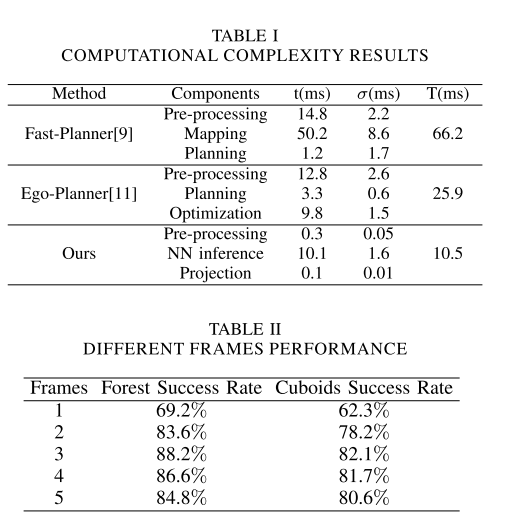 TABLE I
COMPUTATIONAL COMPLEXITY RESULTS
Method Components t(ms) σ(ms) T(ms)
Pre-processing 14.8 2.2
Fast-Planner[9] Mapping 50.2 8.6 66.2
Planning 1.2 1.7
Pre-processing 12.8 2.6
Ego-Planner[11] Planning 3.3 0.6 25.9
Optimization 9.8 1.5
Pre-processing 0.3 0.05
Ours NN inference 10.1 1.6 10.5
Projection 0.1 0.01
TABLE II
DIFFERENT FRAMES PERFORMANCE
Frames Forest Success Rate Cuboids Success Rate
1 69.2% 62.3%
2 83.6% 78.2%
3 88.2% 82.1%
4 86.6% 81.7%
5 84.8% 80.6%